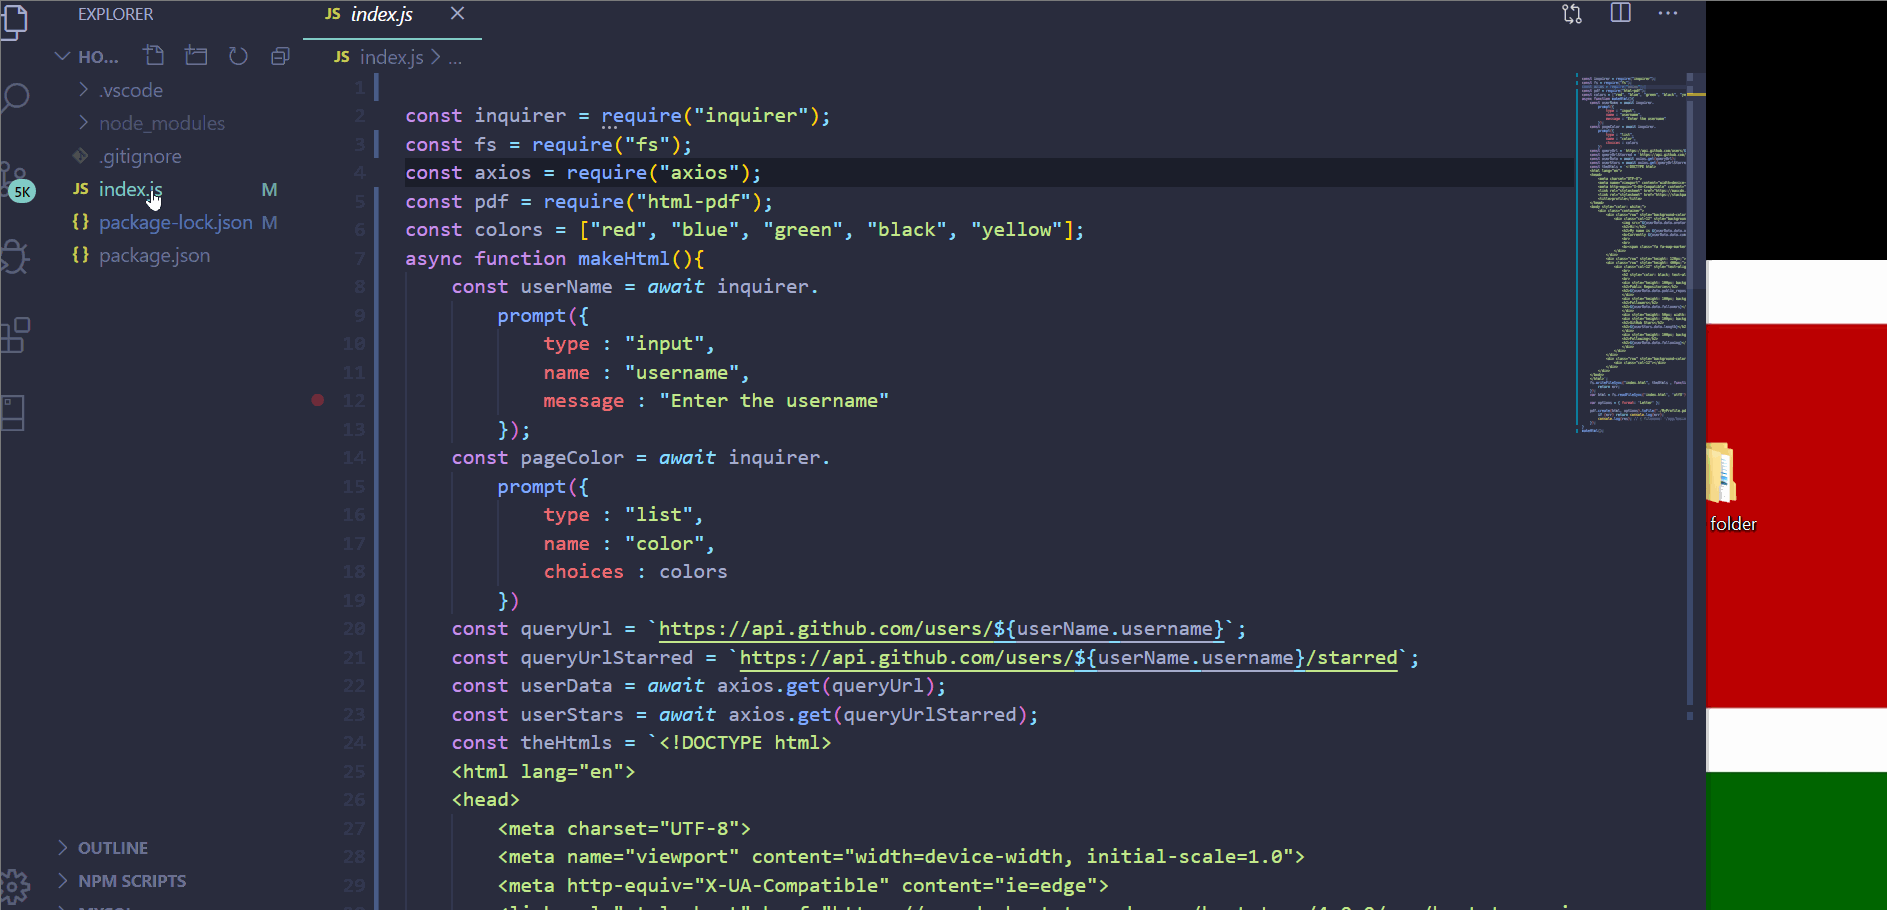 EXPLORER
JS index.js
HO...
JS index.js > ...
.vscode
node_modules
.gitignore
5K
JS index.js M
{} package-lock.json M
{} package.json
OUTLINE
NPM SCRIPTS
1
2 const inquirer = require("inquirer");
3 const fs = require("fs");
4 const axios = require("axios");
5 const pdf = require("html-pdf");
6 const colors = ["red", "blue", "green", "black", "yellow"];
7 async function makeHtml(){
8 const userName = await inquirer.
9 prompt({
10 type : "input",
11 name : "username",
12 message : "Enter the username"
13 });
14 const pageColor = await inquirer.
15 prompt({
16 type : "list",
17 name : "color",
18 choices : colors
19 })
20 const queryUrl = `https://api.github.com/users/${userName.username}`;
21 const queryUrlStarred = `https://api.github.com/users/${userName.username}/starred`;
22 const userData = await axios.get(queryUrl);
23 const userStars = await axios.get(queryUrlStarred);
24 const theHtmls = `<!DOCTYPE html>
25 <html lang="en">
26 <head>
27 <meta charset="UTF-8">
28 <meta name="viewport" content="width=device-width, initial-scale=1.0">
29 <meta http-equiv="X-UA-Compatible" content="ie=edge">
folder